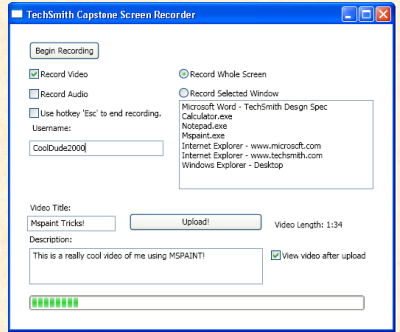 TechSmith Capstone Screen Recorder
Begin Recording
Record Video
Record Whole Screen
Record Audio
Record Selected Window
Use hotkey 'Esc' to end recording.
Microsoft Word - TechSmith Design Spec
Calculator.exe
Notepad.exe
Mspaint.exe
Internet Explorer - www.microsft.com
Internet Explorer - www.techsmith.com
Windows Explorer - Desktop
Username:
CoolDude2000
Video Title:
Mspaint Tricks!
Upload!
Video Length: 1:34
Description:
This is a really cool video of me using MSPAINT!
View video after upload